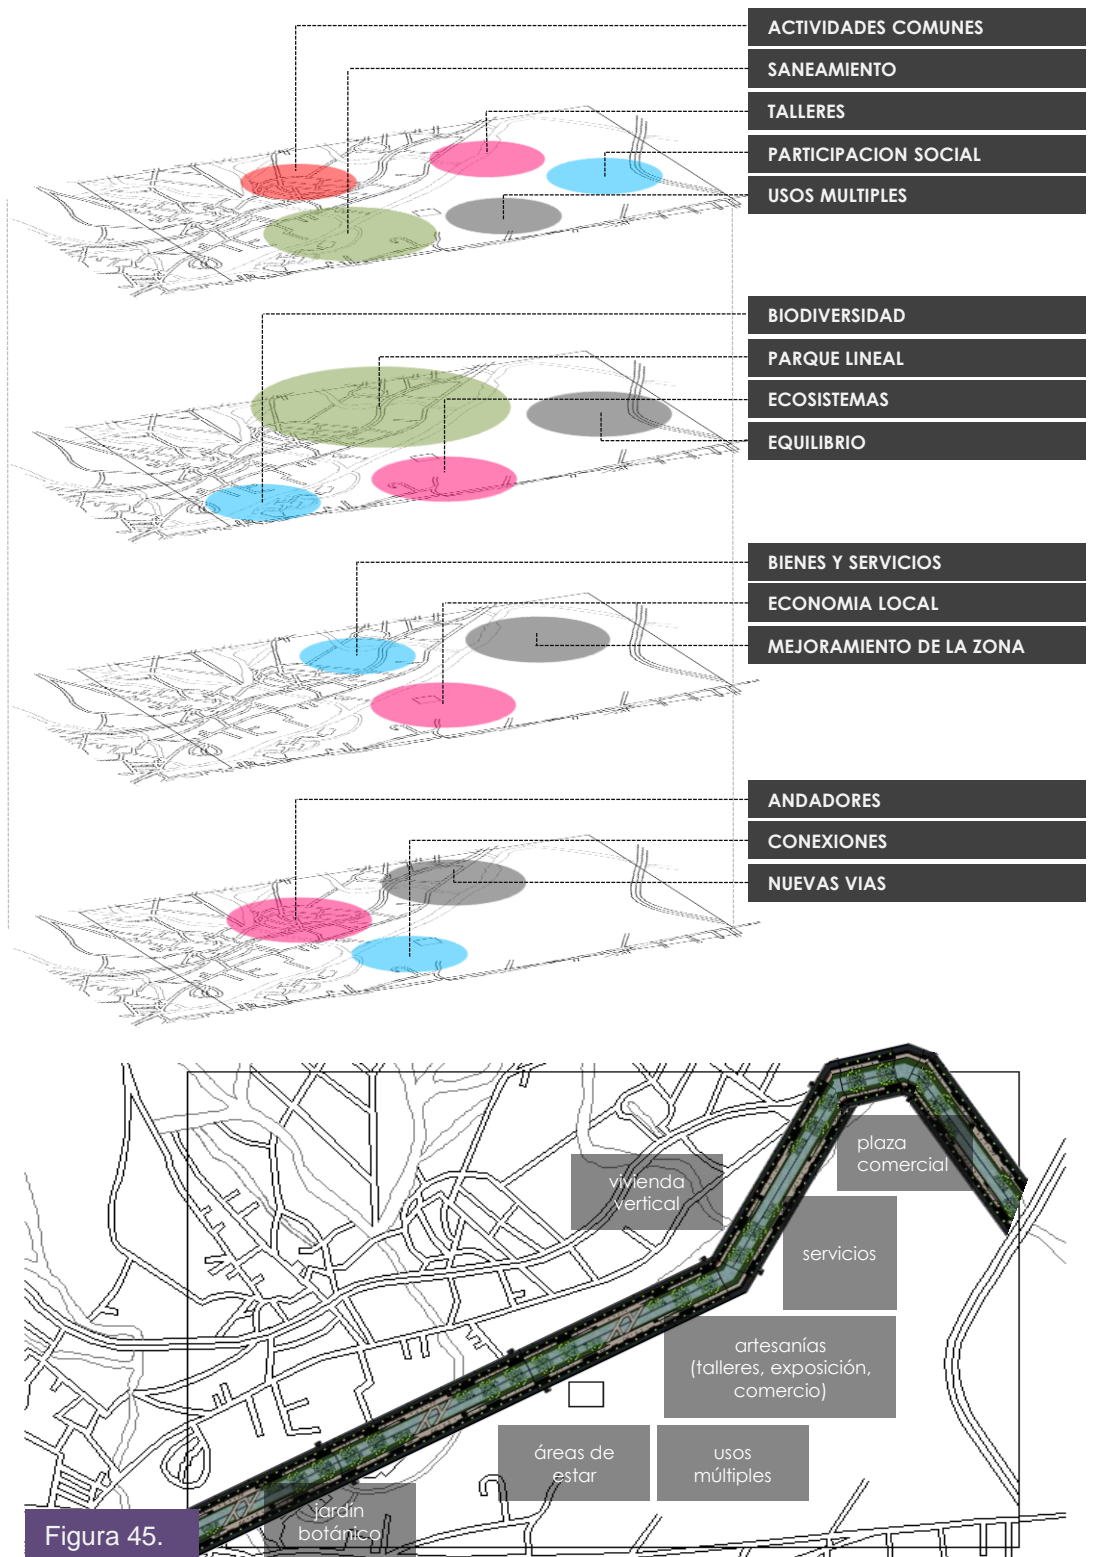 ACTIVIDADES COMUNES
SANEAMIENTO
TALLERES
PARTICIPACION SOCIAL
USOS MULTIPLES
BIODIVERSIDAD
PARQUE LINEAL
ECOSISTEMAS
EQUILIBRIO
BIENES Y SERVICIOS
ECONOMIA LOCAL
MEJORAMIENTO DE LA ZONA
ANDADORES
CONEXIONES
NUEVAS VIAS
plaza
comercial
vivienda
vertical
servicios
artesanías
(talleres, exposición,
comercio)
áreas de
estar
usos
múltiples
jardín
botánico
Figura 45.